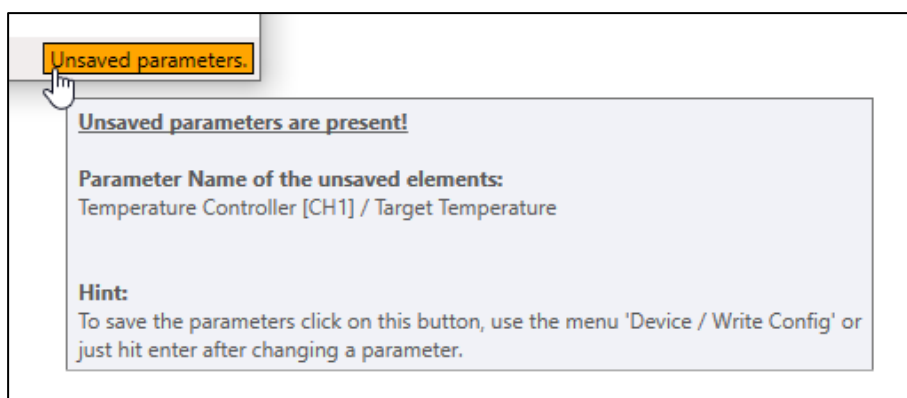 Unsaved parameters.
Unsaved parameters are present!
Parameter Name of the unsaved elements:
Temperature Controller [CH1] / Target Temperature
Hint:
To save the parameters click on this button, use the menu 'Device / Write Config' or
just hit enter after changing a parameter.